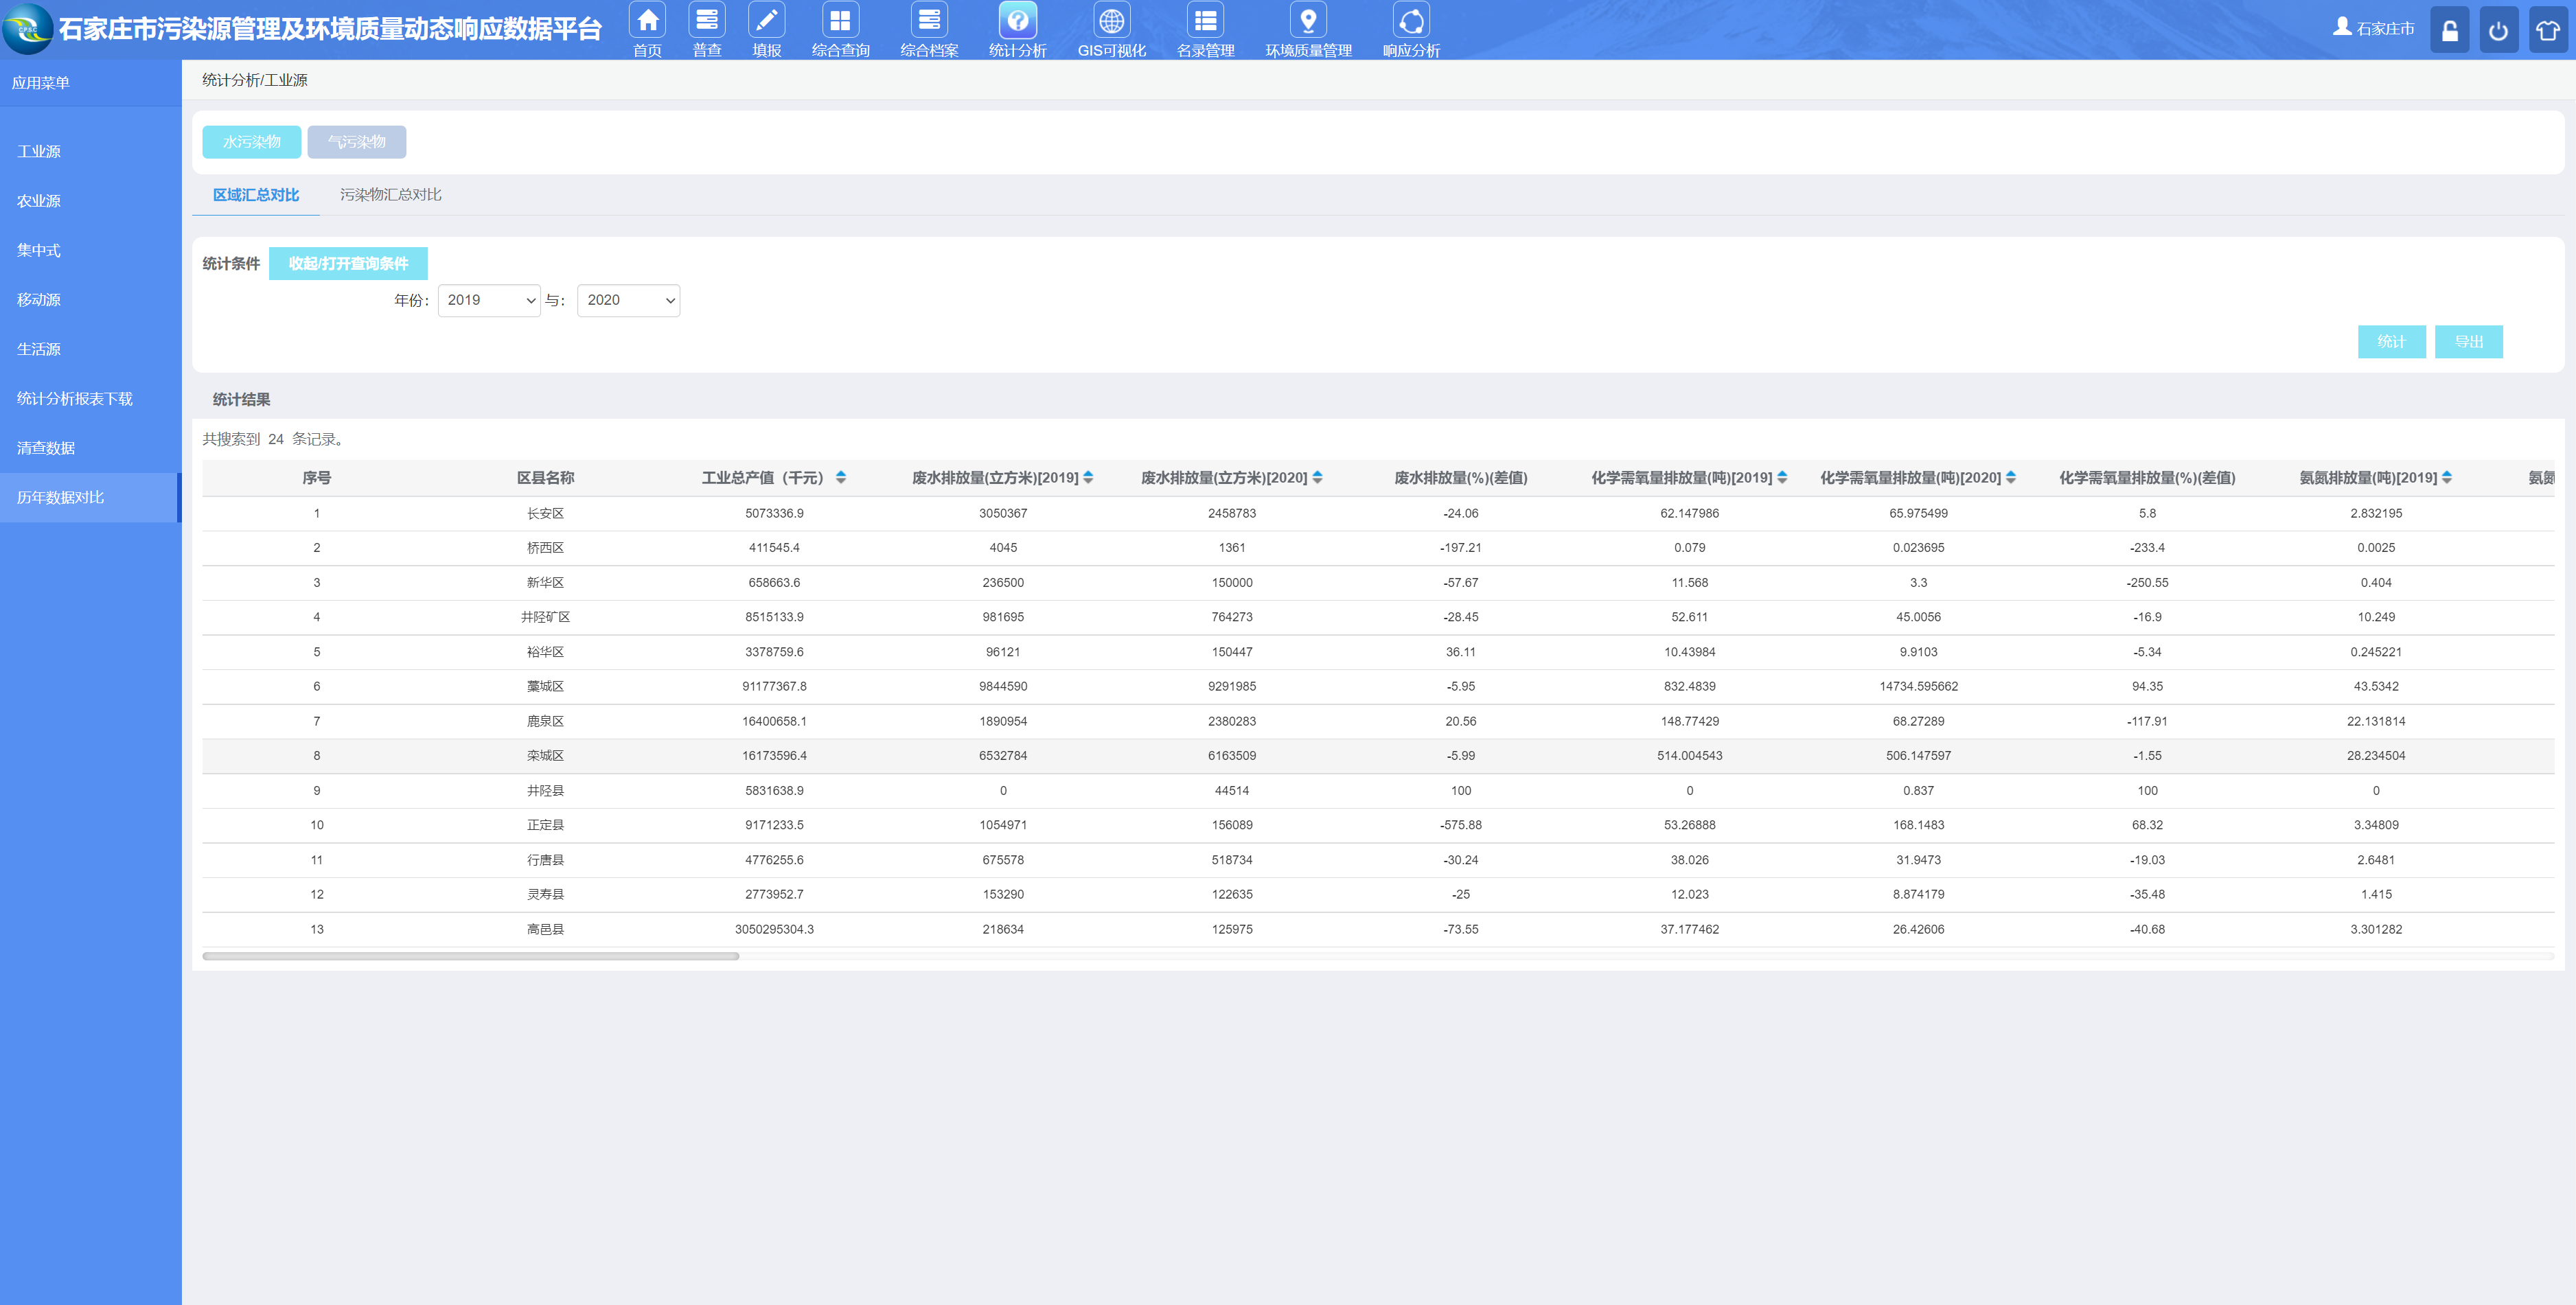 石家庄市污染源管理及环境质量动态响应数据平台
首页 普查 填报 综合查询 综合档案 统计分析 GIS可视化 名录管理 环境质量管理 响应分析
石家庄市
应用菜单
工业源
农业源
集中式
移动源
生活源
统计分析报表下载
清查数据
历年数据对比
统计分析/工业源
水污染物 气污染物
区域汇总对比 污染物汇总对比
统计条件 收起/打开查询条件
年份: 2019 与: 2020
统计 导出
统计结果
共搜索到 24 条记录。
序号 区县名称 工业总产值（千元） 废水排放量(立方米)[2019] 废水排放量(立方米)[2020] 废水排放量(%)(差值) 化学需氧量排放量(吨)[2019] 化学需氧量排放量(吨)[2020] 化学需氧量排放量(%)(差值) 氨氮排放量(吨)[2019] 氨氮
1 长安区 5073336.9 3050367 2458783 -24.06 62.147986 65.975499 5.8 2.832195
2 桥西区 411545.4 4045 1361 -197.21 0.079 0.023695 -233.4 0.0025
3 新华区 658663.6 236500 150000 -57.67 11.568 3.3 -250.55 0.404
4 井陉矿区 8515133.9 981695 764273 -28.45 52.611 45.0056 -16.9 10.249
5 裕华区 3378759.6 96121 150447 36.11 10.43984 9.9103 -5.34 0.245221
6 藁城区 91177367.8 9844590 9291985 -5.95 832.4839 14734.595662 94.35 43.5342
7 鹿泉区 16400658.1 1890954 2380283 20.56 148.77429 68.27289 -117.91 22.131814
8 栾城区 16173596.4 6532784 6163509 -5.99 514.004543 506.147597 -1.55 28.234504
9 井陉县 5831638.9 0 44514 100 0 0.837 100 0
10 正定县 9171233.5 1054971 156089 -575.88 53.26888 168.1483 68.32 3.34809
11 行唐县 4776255.6 675578 518734 -30.24 38.026 31.9473 -19.03 2.6481
12 灵寿县 2773952.7 153290 122635 -25 12.023 8.874179 -35.48 1.415
13 高邑县 3050295304.3 218634 125975 -73.55 37.177462 26.42606 -40.68 3.301282